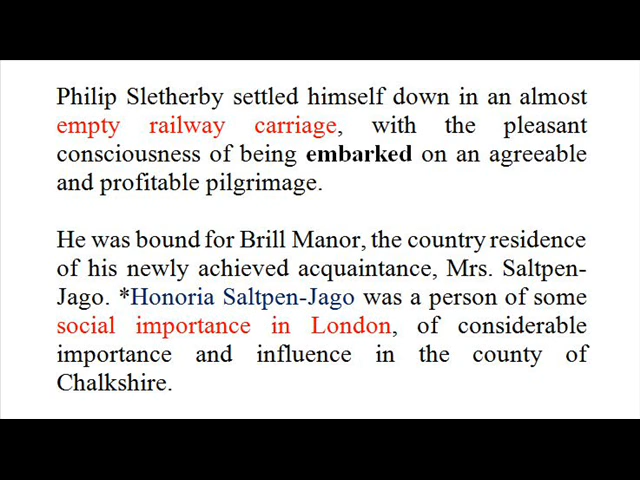 Philip Sletherby settled himself down in an almost
empty railway carriage, with the pleasant
consciousness of being embarked on an agreeable
and profitable pilgrimage.
He was bound for Brill Manor, the country residence
of his newly achieved acquaintance, Mrs. Saltpen-
Jago. *Honoria Saltpen-Jago was a person of some
social importance in London, of considerable
importance and influence in the county of
Chalkshire.